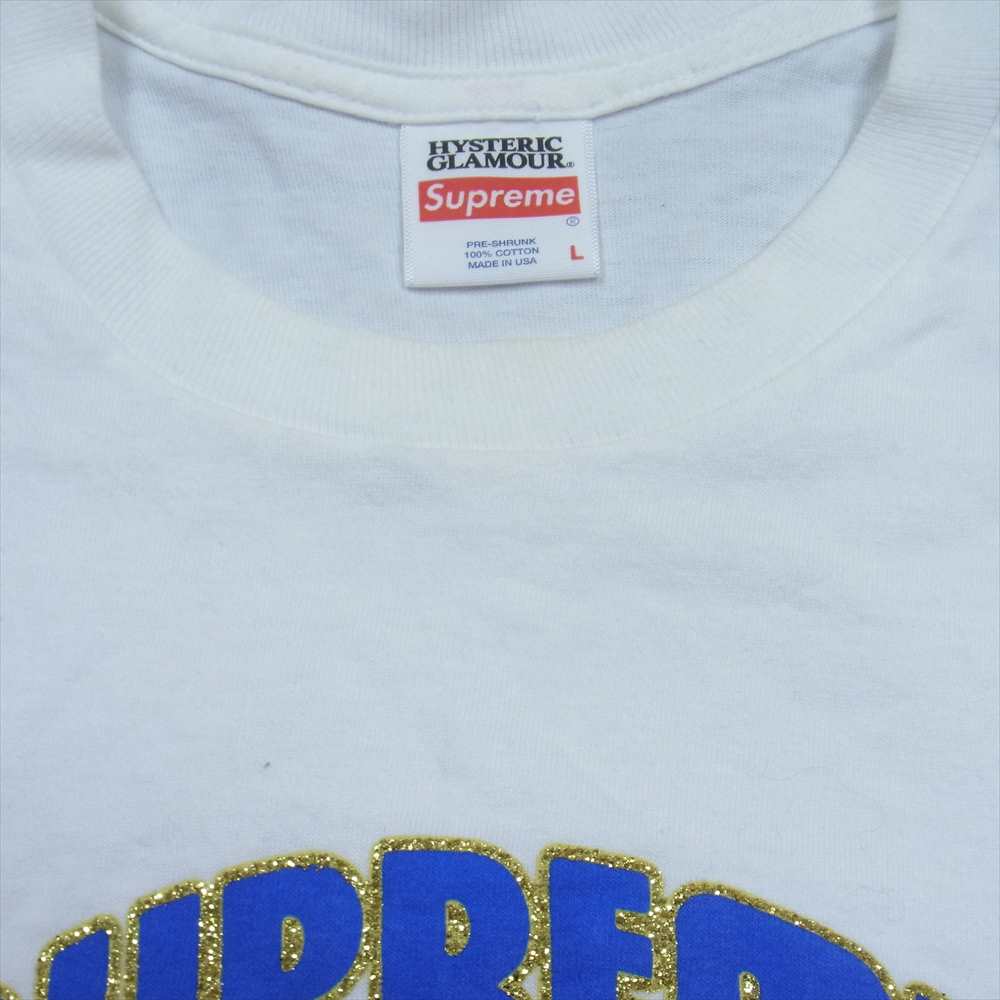 HYSTERIC
GLAMOUR®
Supreme
®
PRE-SHRUNK
100% COTTON
MADE IN USA
L